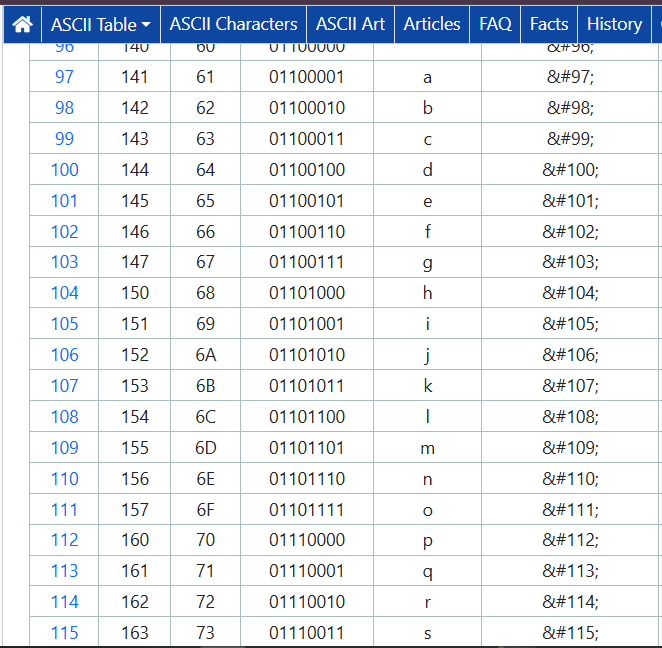 ASCII Table ASCII Characters ASCII Art Articles FAQ Facts History
96 140 60 01100000 &#96;
97 141 61 01100001 a &#97;
98 142 62 01100010 b &#98;
99 143 63 01100011 c &#99;
100 144 64 01100100 d &#100;
101 145 65 01100101 e &#101;
102 146 66 01100110 f &#102;
103 147 67 01100111 g &#103;
104 150 68 01101000 h &#104;
105 151 69 01101001 i &#105;
106 152 6A 01101010 j &#106;
107 153 6B 01101011 k &#107;
108 154 6C 01101100 l &#108;
109 155 6D 01101101 m &#109;
110 156 6E 01101110 n &#110;
111 157 6F 01101111 o &#111;
112 160 70 01110000 p &#112;
113 161 71 01110001 q &#113;
114 162 72 01110010 r &#114;
115 163 73 01110011 s &#115;